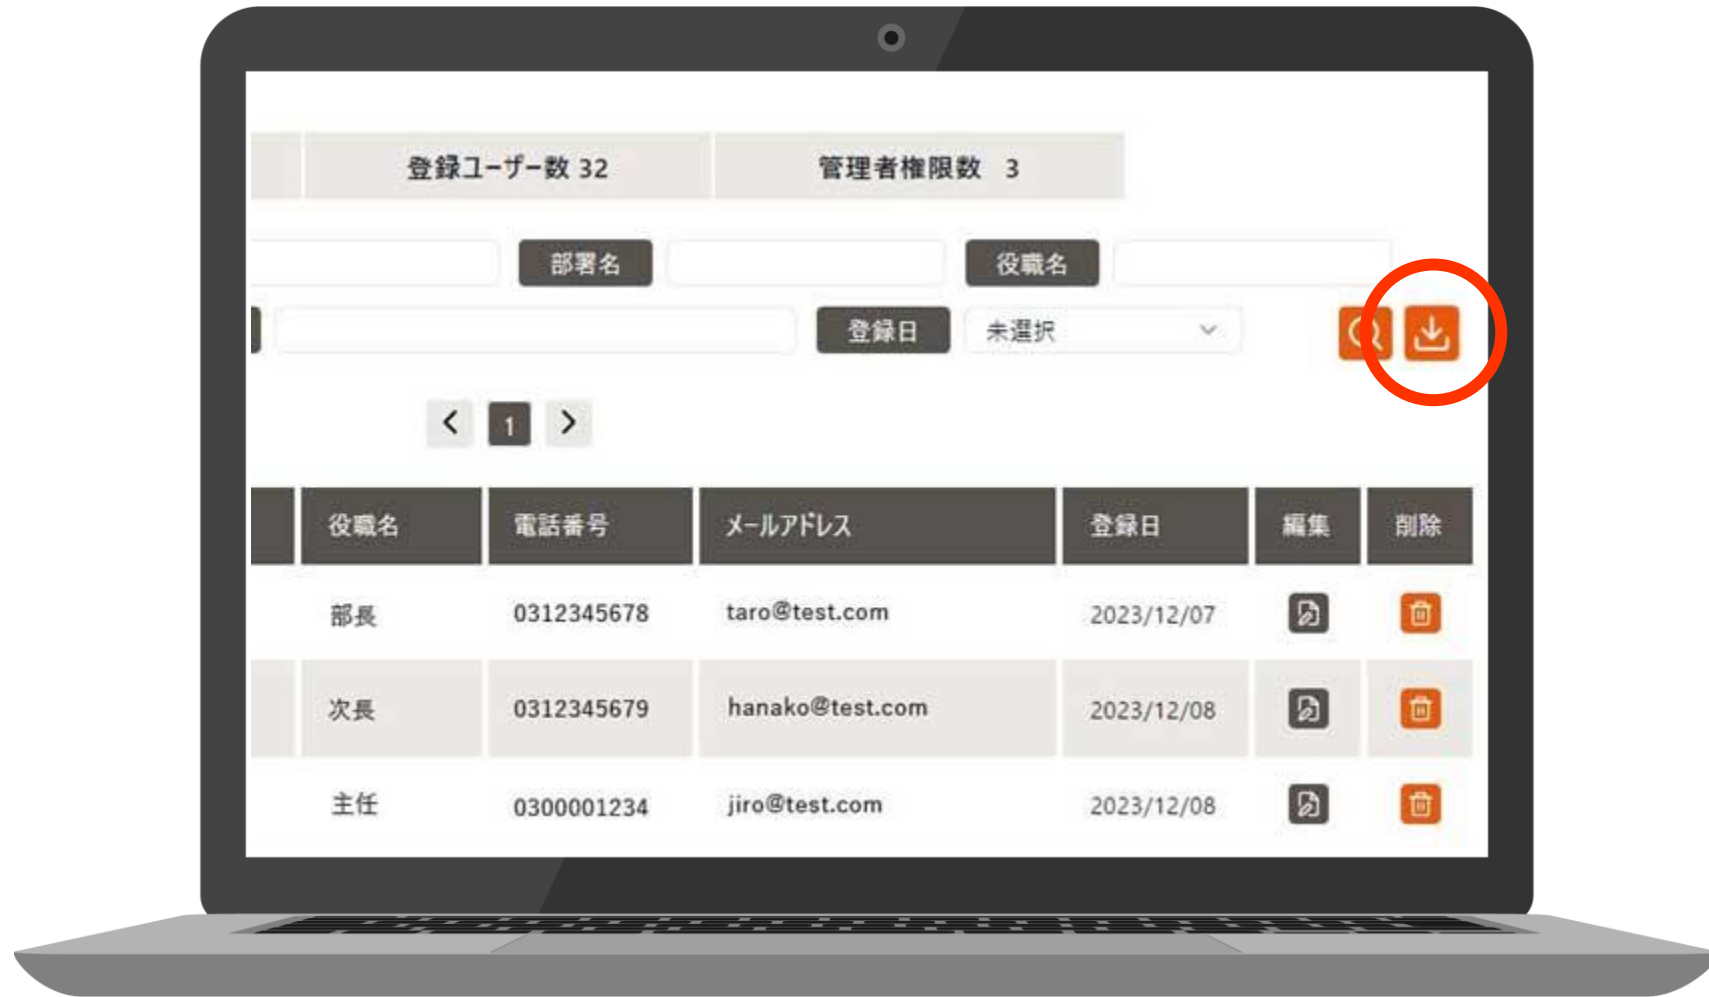 登録ユーザー数 32 管理者権限数 3
部署名 役職名
登録日 未選択
1
役職名 電話番号 メールアドレス 登録日 編集 削除
部長 0312345678 taro@test.com 2023/12/07
次長 0312345679 hanako@test.com 2023/12/08
主任 0300001234 jiro@test.com 2023/12/08